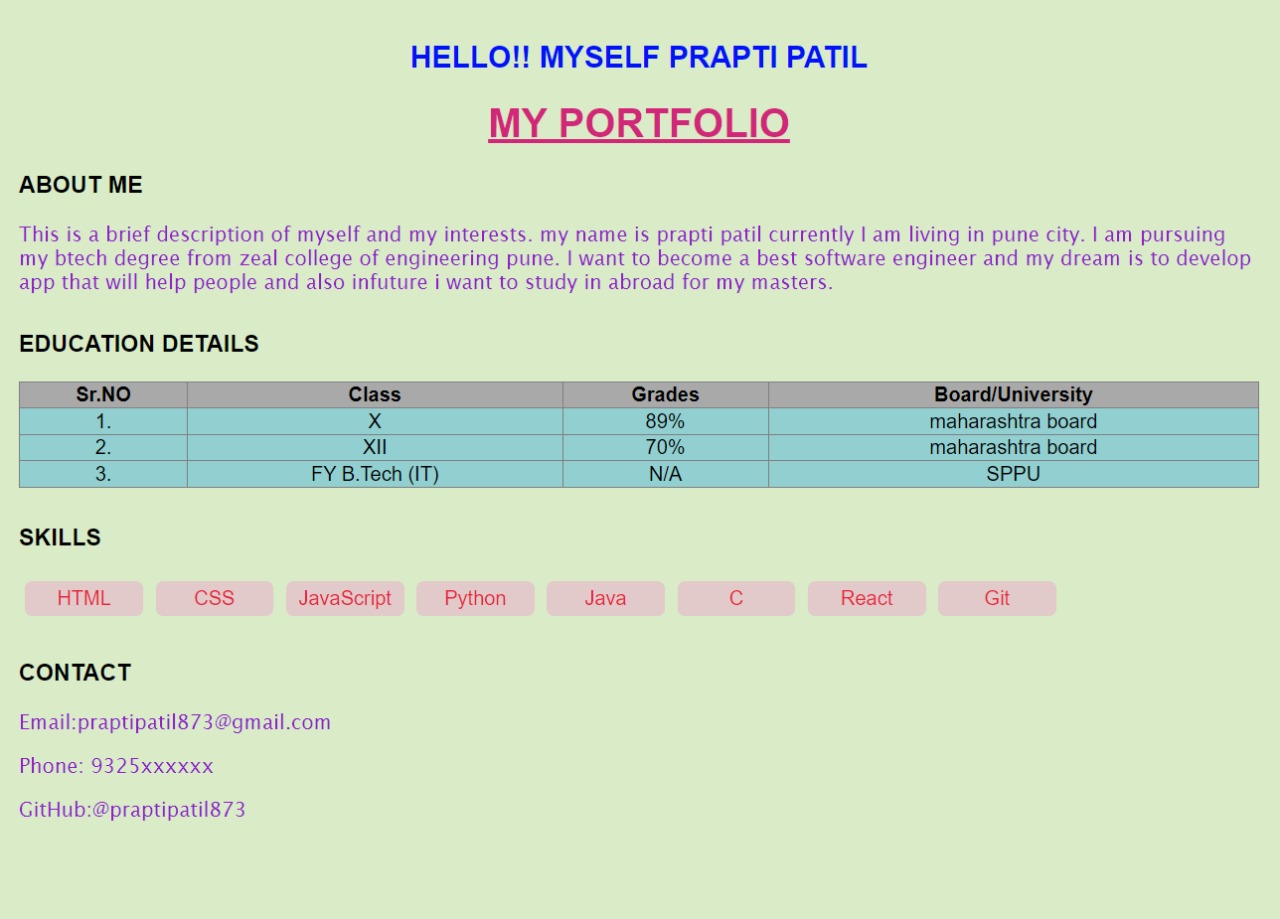 HELLO!! MYSELF PRAPTI PATIL
MY PORTFOLIO
ABOUT ME
This is a brief description of myself and my interests. my name is prapti patil currently I am living in pune city. I am pursuing
my btech degree from zeal college of engineering pune. I want to become a best software engineer and my dream is to develop
app that will help people and also infuture i want to study in abroad for my masters.
EDUCATION DETAILS
Sr.NO Class Grades Board/University
1. X 89% maharashtra board
2. XII 70% maharashtra board
3. FY B.Tech (IT) N/A SPPU
SKILLS
HTML CSS JavaScript Python Java C React Git
CONTACT
Email:praptipatil873@gmail.com
Phone: 9325xxxxxx
GitHub:@praptipatil873